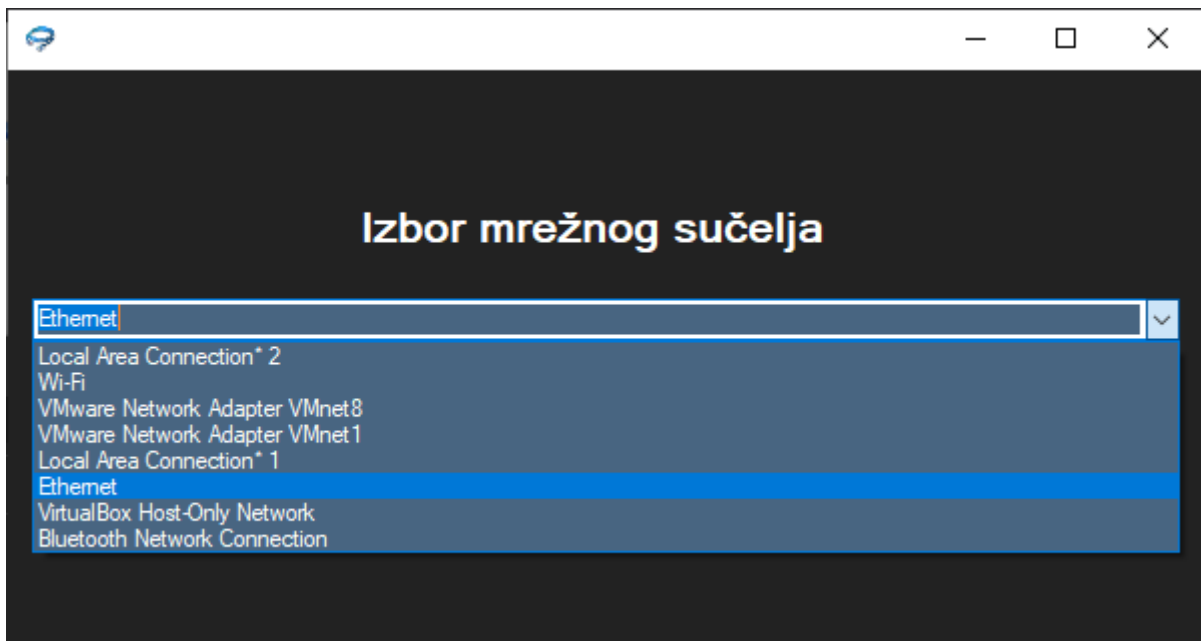 Izbor mrežnog sučelja
Ethernet
Local Area Connection* 2
Wi-Fi
VMware Network Adapter VMnet8
VMware Network Adapter VMnet1
Local Area Connection* 1
Ethernet
VirtualBox Host-Only Network
Bluetooth Network Connection